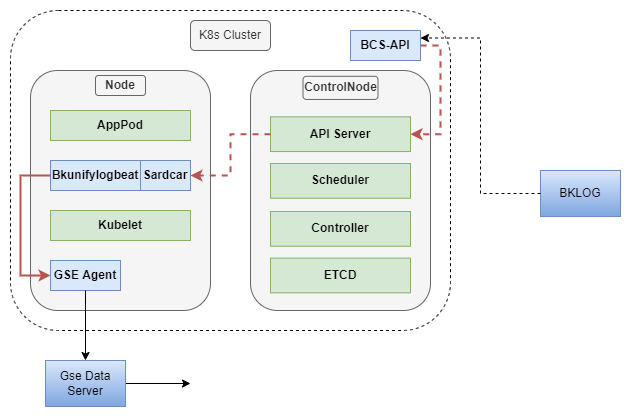 K8s Cluster
BCS-API
Node
ControlNode
AppPod
API Server
Bkunifylogbeat
Sardcar
Scheduler
BKLOG
Kubelet
Controller
GSE Agent
ETCD
Gse Data
Server